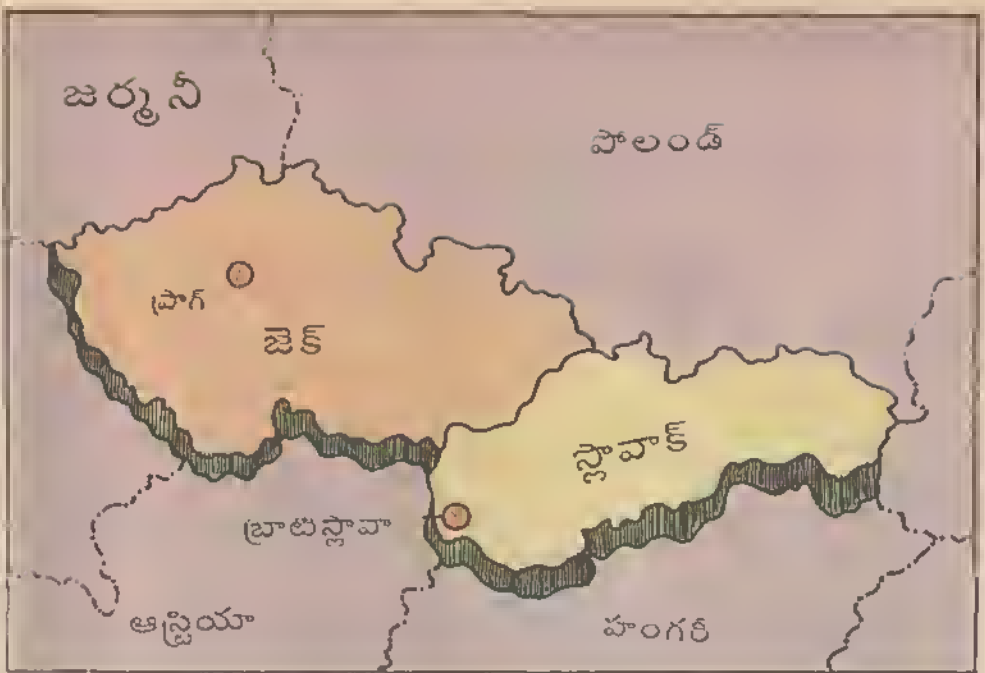 జర్మనీ
పోలండ్
ప్రాగ్
జెక్
స్లావాక్
బ్రాటిస్లావా
ఆస్ట్రియా
హంగరీ